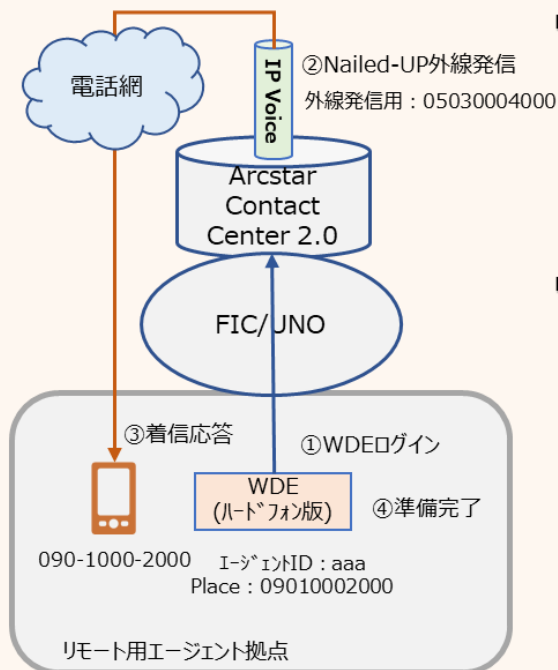 電話網
IP Voice
②Nailed-UP外線発信
外線発信用：05030004000
Arcstar
Contact
Center 2.0
FIC/UNO
③着信応答
①WDEログイン
WDE
(ﾊｰﾄﾞﾌｫﾝ版)
④準備完了
090-1000-2000
ｴｰｼﾞｪﾝﾄID：aaa
Place：09010002000
リモート用エージェント拠点